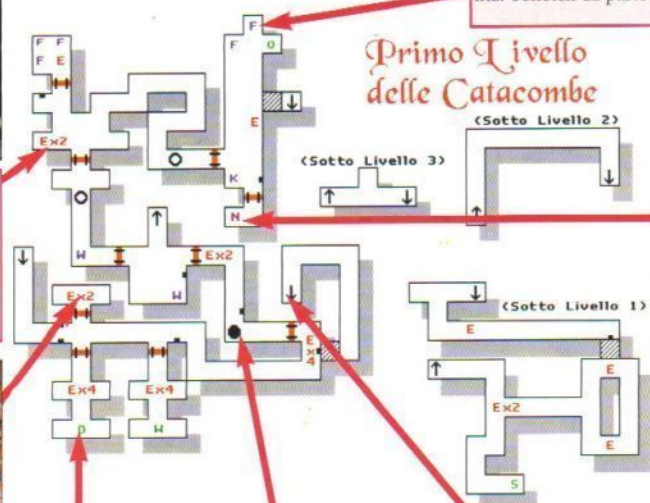 F
F F
F O
F E
Primo Livello
delle Catacombe
E
(Sotto Livello 2)
Ex2
(Sotto Livello 3)
K
N
W
Ex2
W
Ex2
(Sotto Livello 1)
E
E
x
4
E
Ex4 Ex4
Ex2
O W
E
S